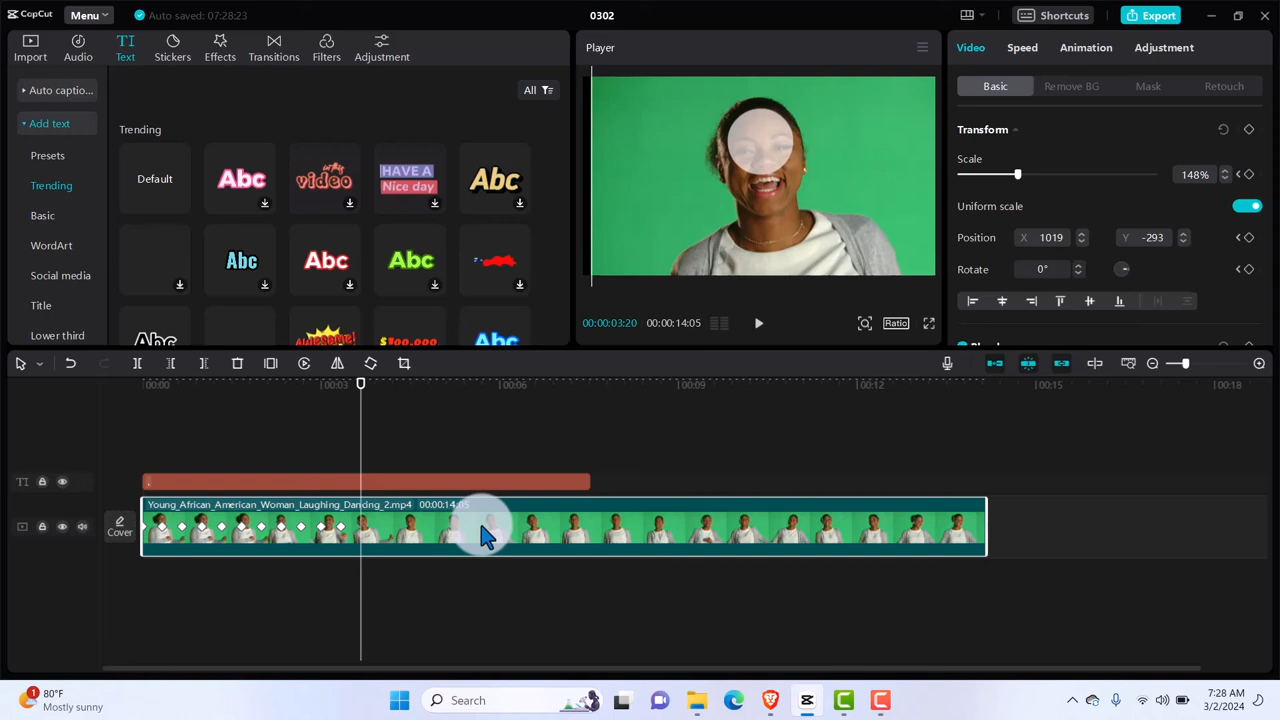 CapCut
Menu
Auto saved: 07:28:23
0302
Shortcuts
Export
Import
Audio
Text
Stickers
Effects
Transitions
Filters
Adjustment
Player
Video
Speed
Animation
Adjustment
Auto captio...
Add text
Presets
Trending
Basic
WordArt
Social media
Title
Lower third
All
Trending
Default
Abc
video
HAVE A
Nice day
Abc
Abc
Abc
Abc
Abc
Awesome!
$100,000
Abc
00:00:03:20
00:00:14:05
Ratio
Basic
Remove BG
Mask
Retouch
Transform
Scale
148%
Uniform scale
Position
X 1019
Y -293
Rotate
0°
00:00
00:03
00:06
00:09
00:12
00:15
00:18
TI
Cover
Young_African_American_Woman_Laughing_Dancing_2.mp4 00:00:14:05
1
80°F
Mostly sunny
Search
7:28 AM
3/2/2024